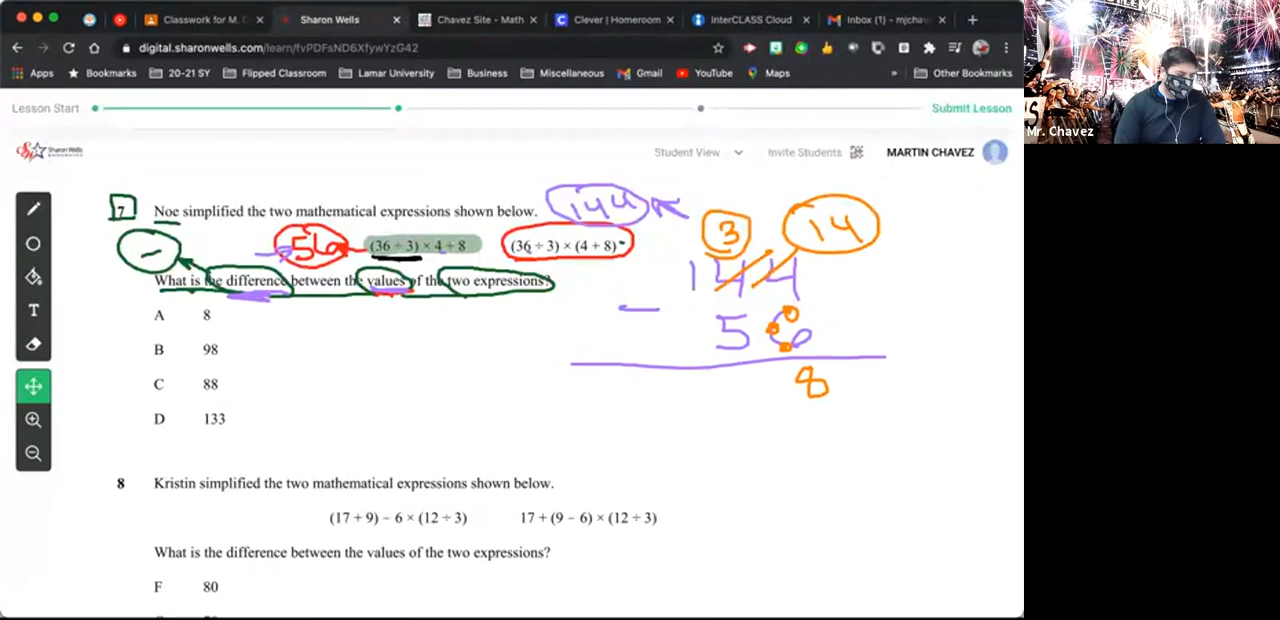 Classwork for M. C
Sharon Wells
Chavez Site - Math
Clever | Homeroom
InterCLASS Cloud
Inbox (1) - mjchav
digital.sharonwells.com/learn/fvPDFsND6XfywYzG42
Apps
Bookmarks
20-21 SY
Flipped Classroom
Lamar University
Business
Miscellaneous
Gmail
YouTube
Maps
»
Other Bookmarks
Mr. Chavez
Lesson Start
Submit Lesson
Sharon Wells
Student View
Invite Students
MARTIN CHAVEZ
7 Noe simplified the two mathematical expressions shown below.
144
3 14
56 (36 ÷ 3) × 4 + 8 (36 ÷ 3) × (4 + 8)
144
−
What is the difference between the values of the two expressions?
− 56
A 8
B 98
8
C 88
D 133
8 Kristin simplified the two mathematical expressions shown below.
(17 + 9) − 6 × (12 ÷ 3) 17 + (9 − 6) × (12 ÷ 3)
What is the difference between the values of the two expressions?
F 80